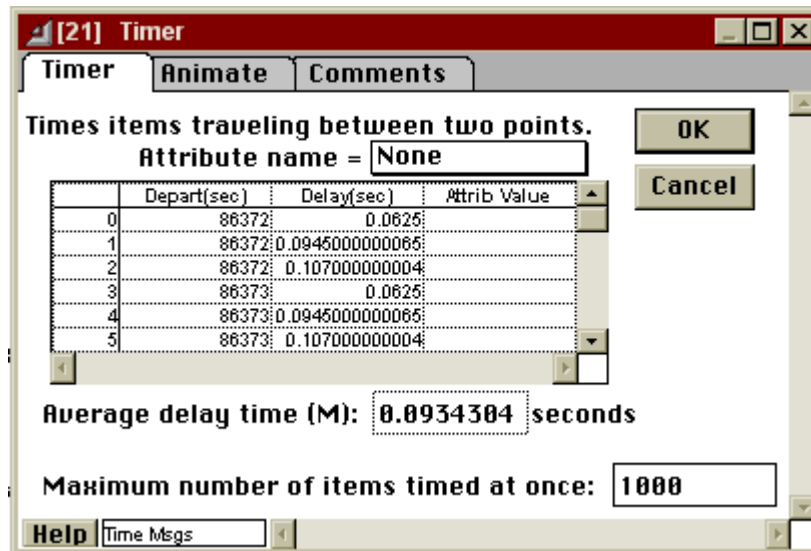 [21] Timer
Timer Animate Comments
Times items traveling between two points.
Attribute name = None
OK
Cancel
Depart(sec) Delay(sec) Attrib Value
0 86372 0.0625
1 86372 0.0945000000065
2 86372 0.107000000004
3 86373 0.0625
4 86373 0.0945000000065
5 86373 0.107000000004
Average delay time (M): 0.0934304 seconds
Maximum number of items timed at once: 1000
Help Time Msgs